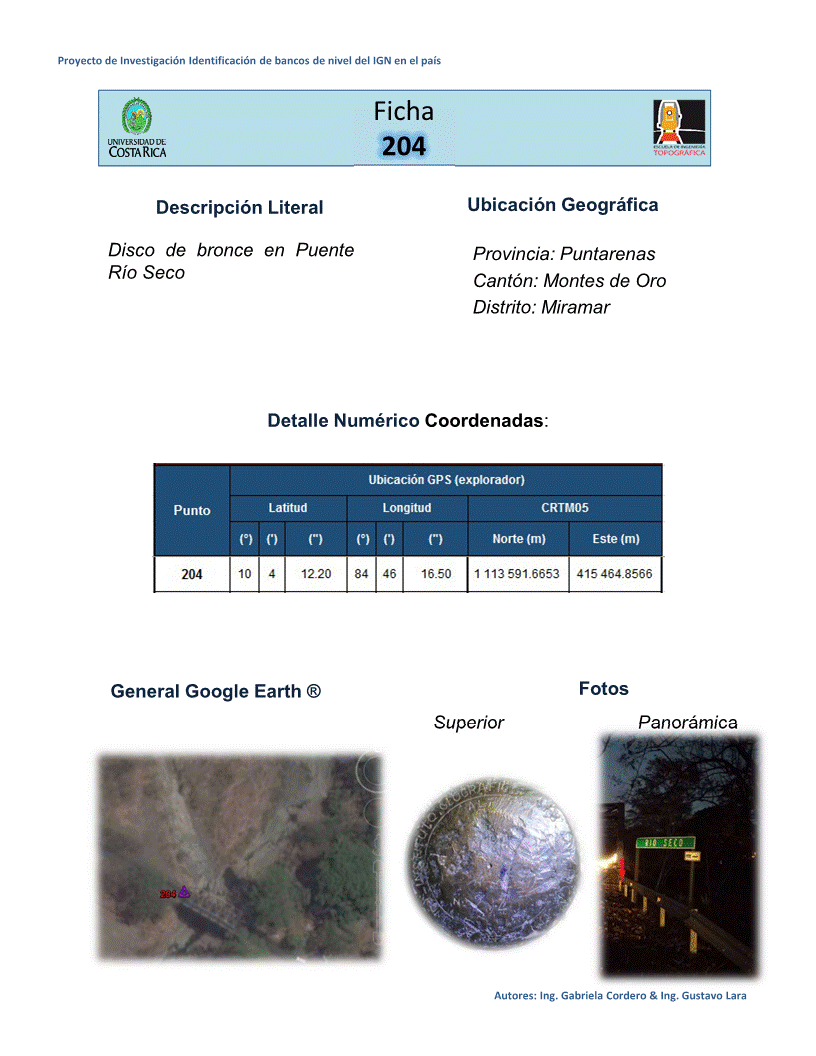 Proyecto de Investigación Identificación de bancos de nivel del IGN en el país
UNIVERSIDAD DE
COSTA RICA
Ficha
204
ESCUELA DE INGENIERÍA
TOPOGRÁFICA
Descripción Literal
Disco de bronce en Puente
Río Seco
Ubicación Geográfica
Provincia: Puntarenas
Cantón: Montes de Oro
Distrito: Miramar
Detalle Numérico Coordenadas:
Punto
Ubicación GPS (explorador)
Latitud Longitud CRTM05
(°) (') (") (°) (') (") Norte (m) Este (m)
204 10 4 12.20 84 46 16.50 1 113 591.6653 415 464.8566
General Google Earth ®
204
Fotos
Superior Panorámica
RIO SECO
Autores: Ing. Gabriela Cordero & Ing. Gustavo Lara